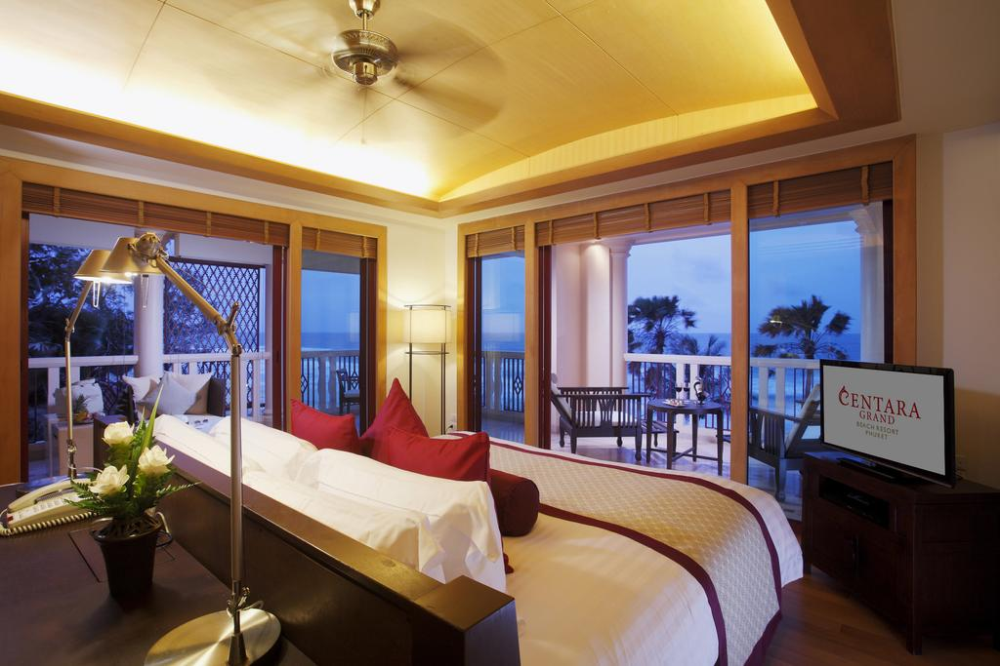 CENTARA
GRAND
BEACH RESORT
PHUKET